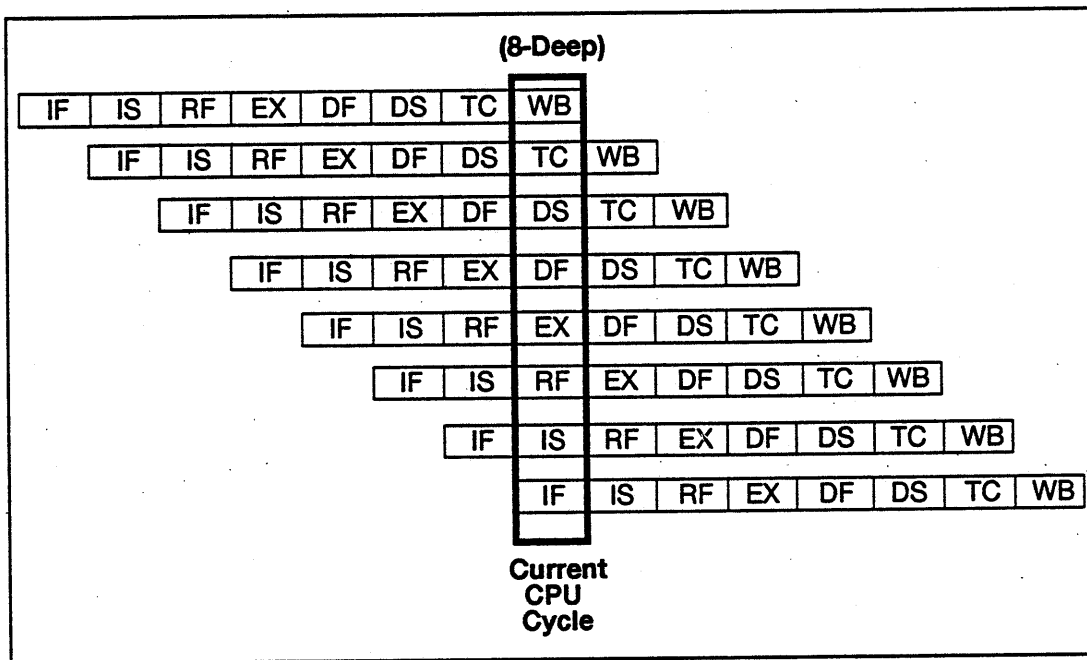 (8-Deep)
IF IS RF EX DF DS TC WB
IF IS RF EX DF DS TC WB
IF IS RF EX DF DS TC WB
IF IS RF EX DF DS TC WB
IF IS RF EX DF DS TC WB
IF IS RF EX DF DS TC WB
IF IS RF EX DF DS TC WB
IF IS RF EX DF DS TC WB
Current
CPU
Cycle